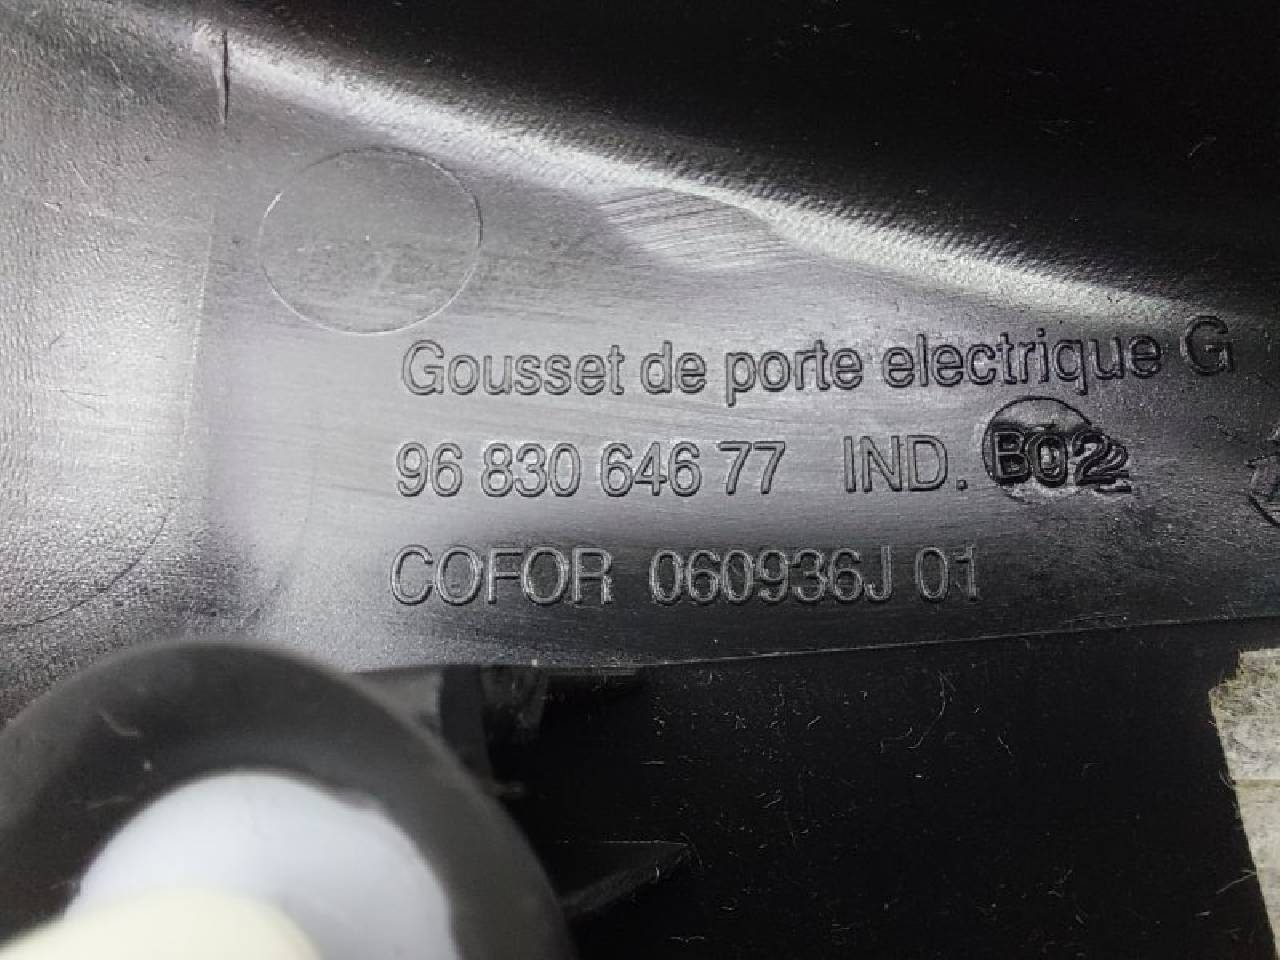 Gousset de porte electrique G
96 830 646 77 IND. B02
COFOR 060936J 01